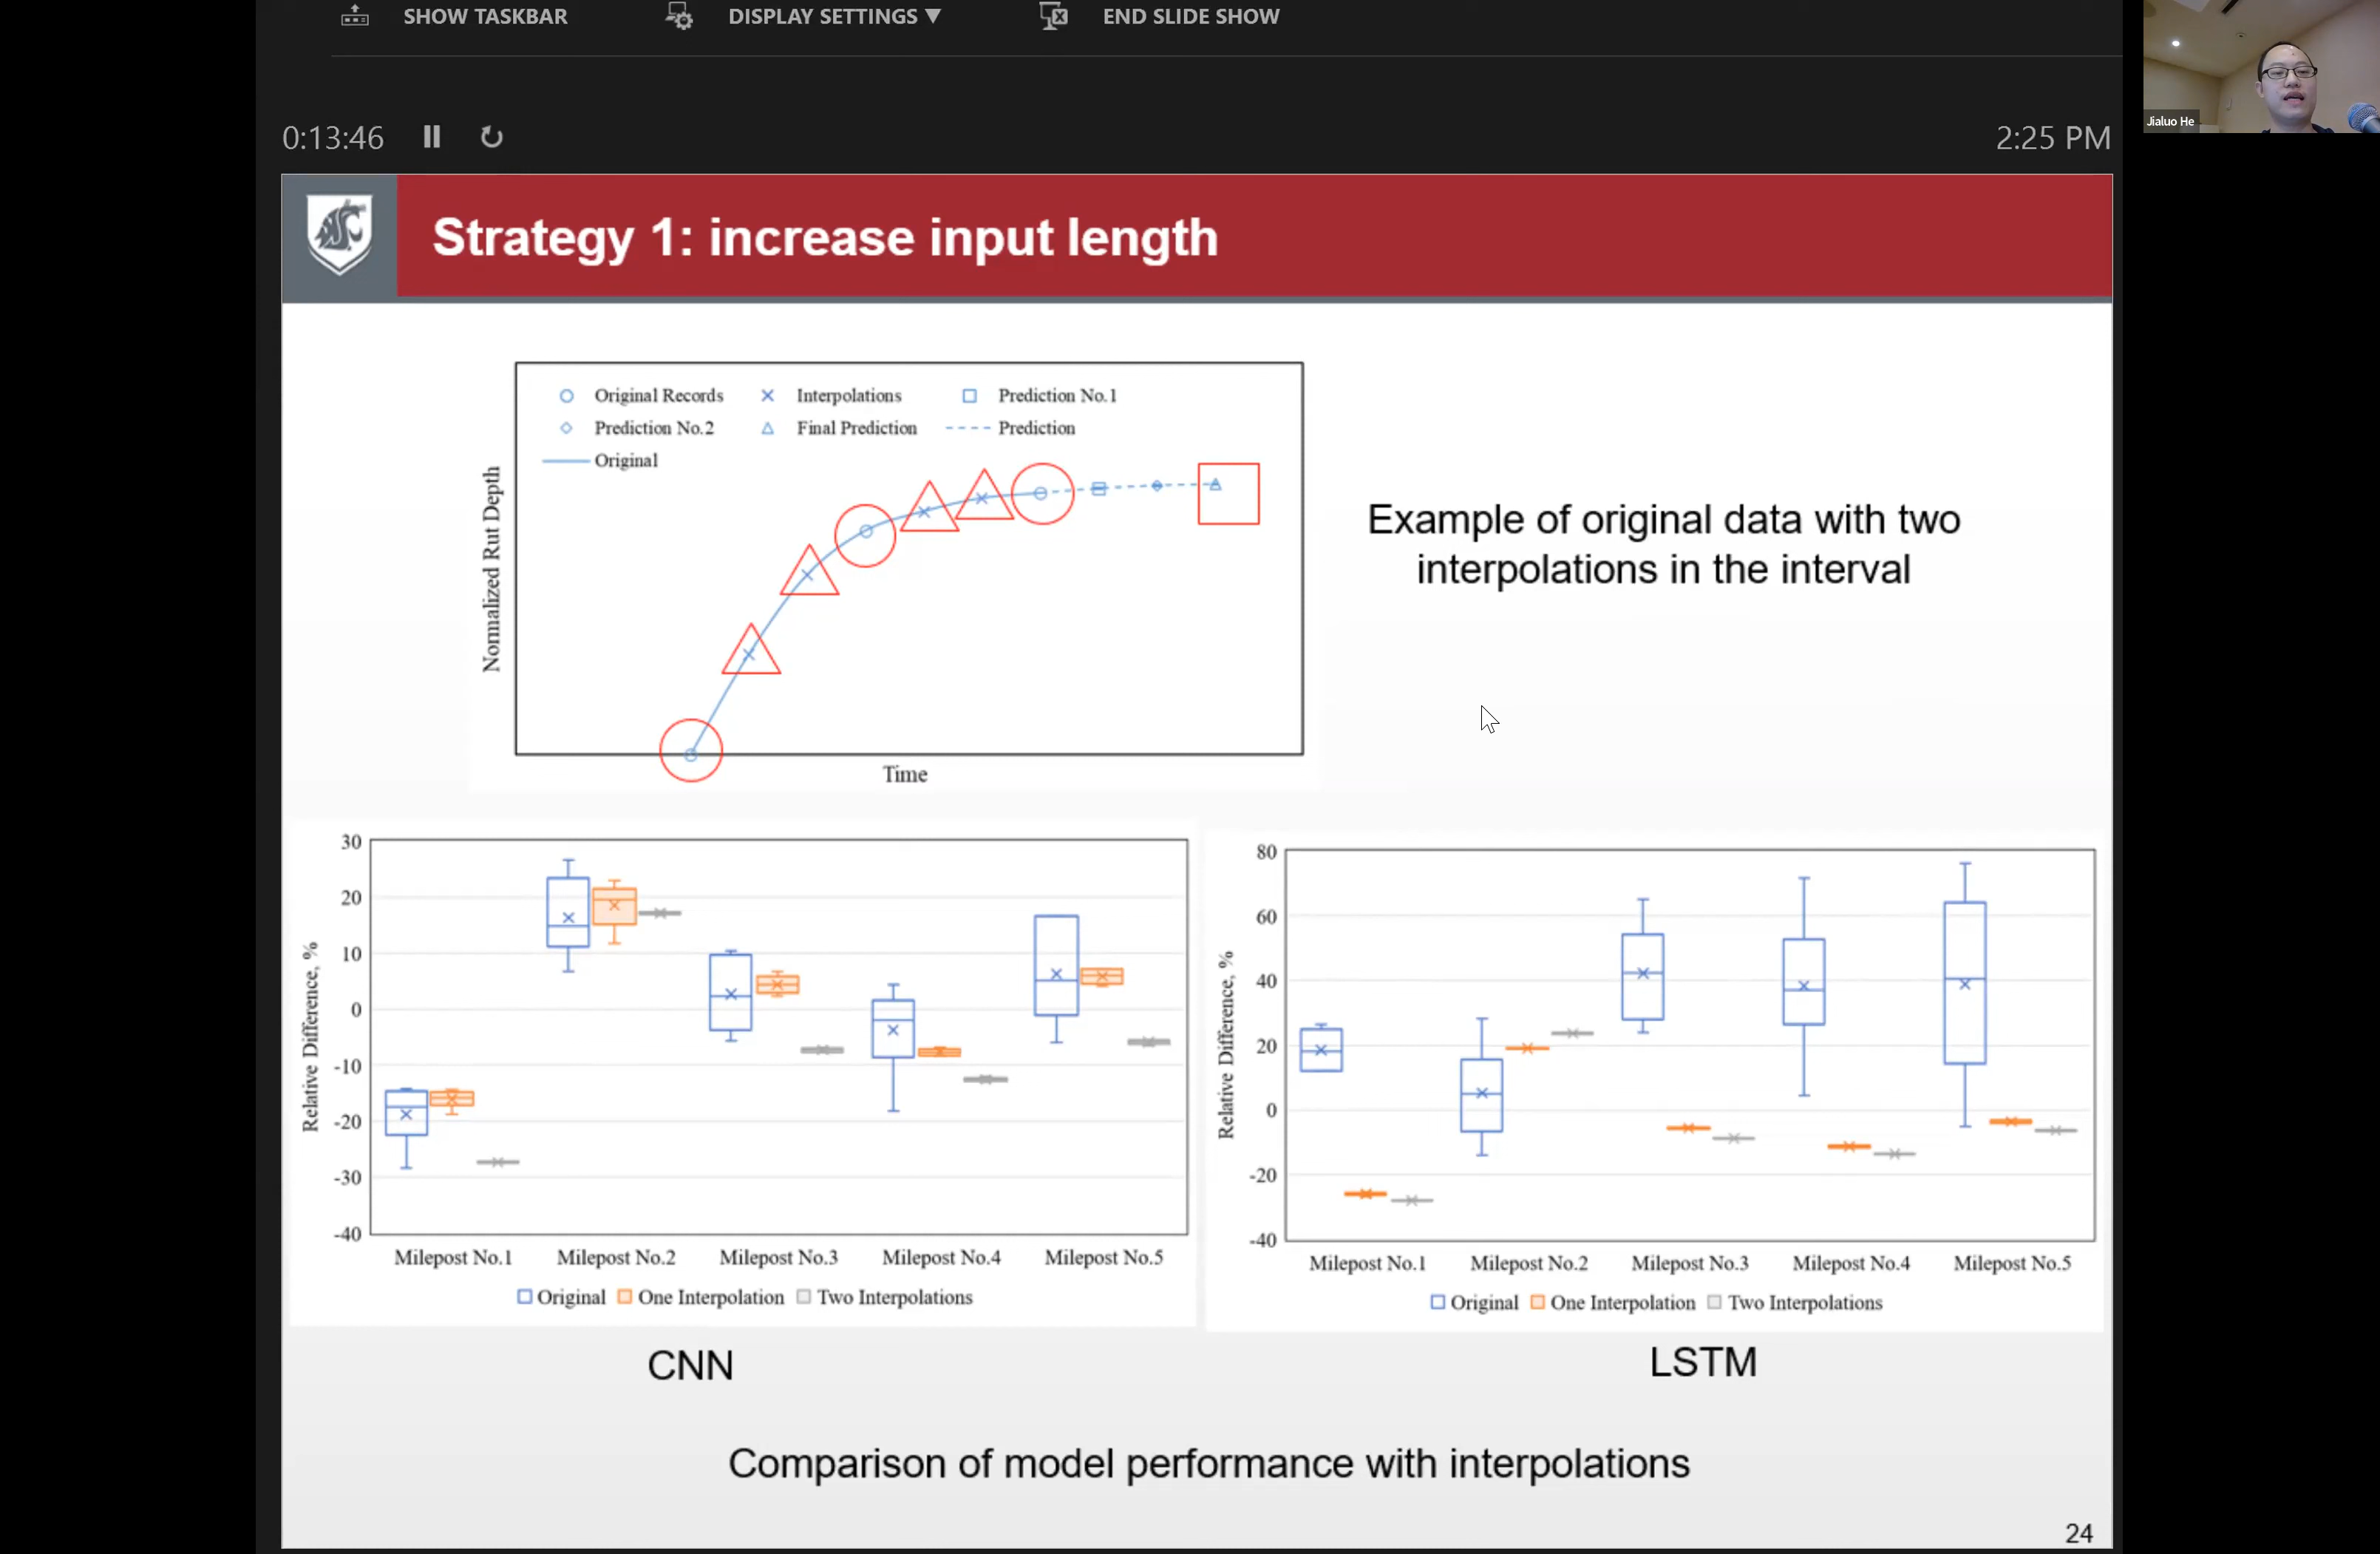 SHOW TASKBAR
DISPLAY SETTINGS ▼
END SLIDE SHOW
Jialuo He
0:13:46
2:25 PM
Strategy 1: increase input length
Original Records
Interpolations
Prediction No.1
Prediction No.2
Final Prediction
Prediction
Original
Normalized Rut Depth
Time
Example of original data with two
interpolations in the interval
30
20
10
0
-10
-20
-30
-40
Relative Difference, %
Milepost No.1
Milepost No.2
Milepost No.3
Milepost No.4
Milepost No.5
Original
One Interpolation
Two Interpolations
CNN
80
60
40
20
0
-20
-40
Relative Difference, %
Milepost No.1
Milepost No.2
Milepost No.3
Milepost No.4
Milepost No.5
Original
One Interpolation
Two Interpolations
LSTM
Comparison of model performance with interpolations
24